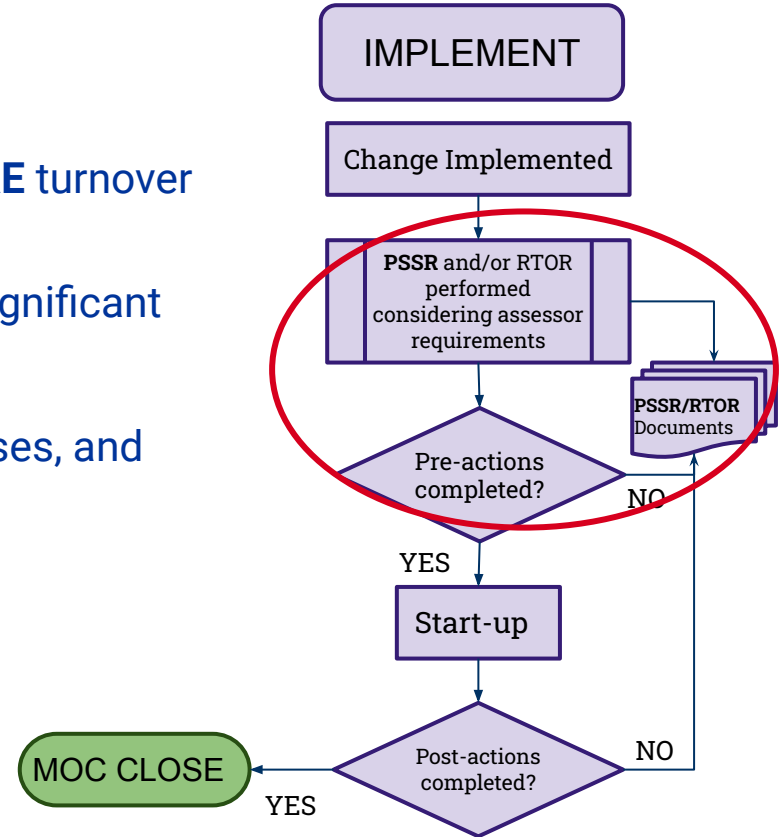 IMPLEMENT
Change Implemented
E turnover
PSSR and/or RTOR
performed
considering assessor
requirements
gnificant
PSSR/RTOR
Documents
ses, and
Pre-actions
completed?
NO
YES
Start-up
Post-actions
completed?
NO
MOC CLOSE
YES